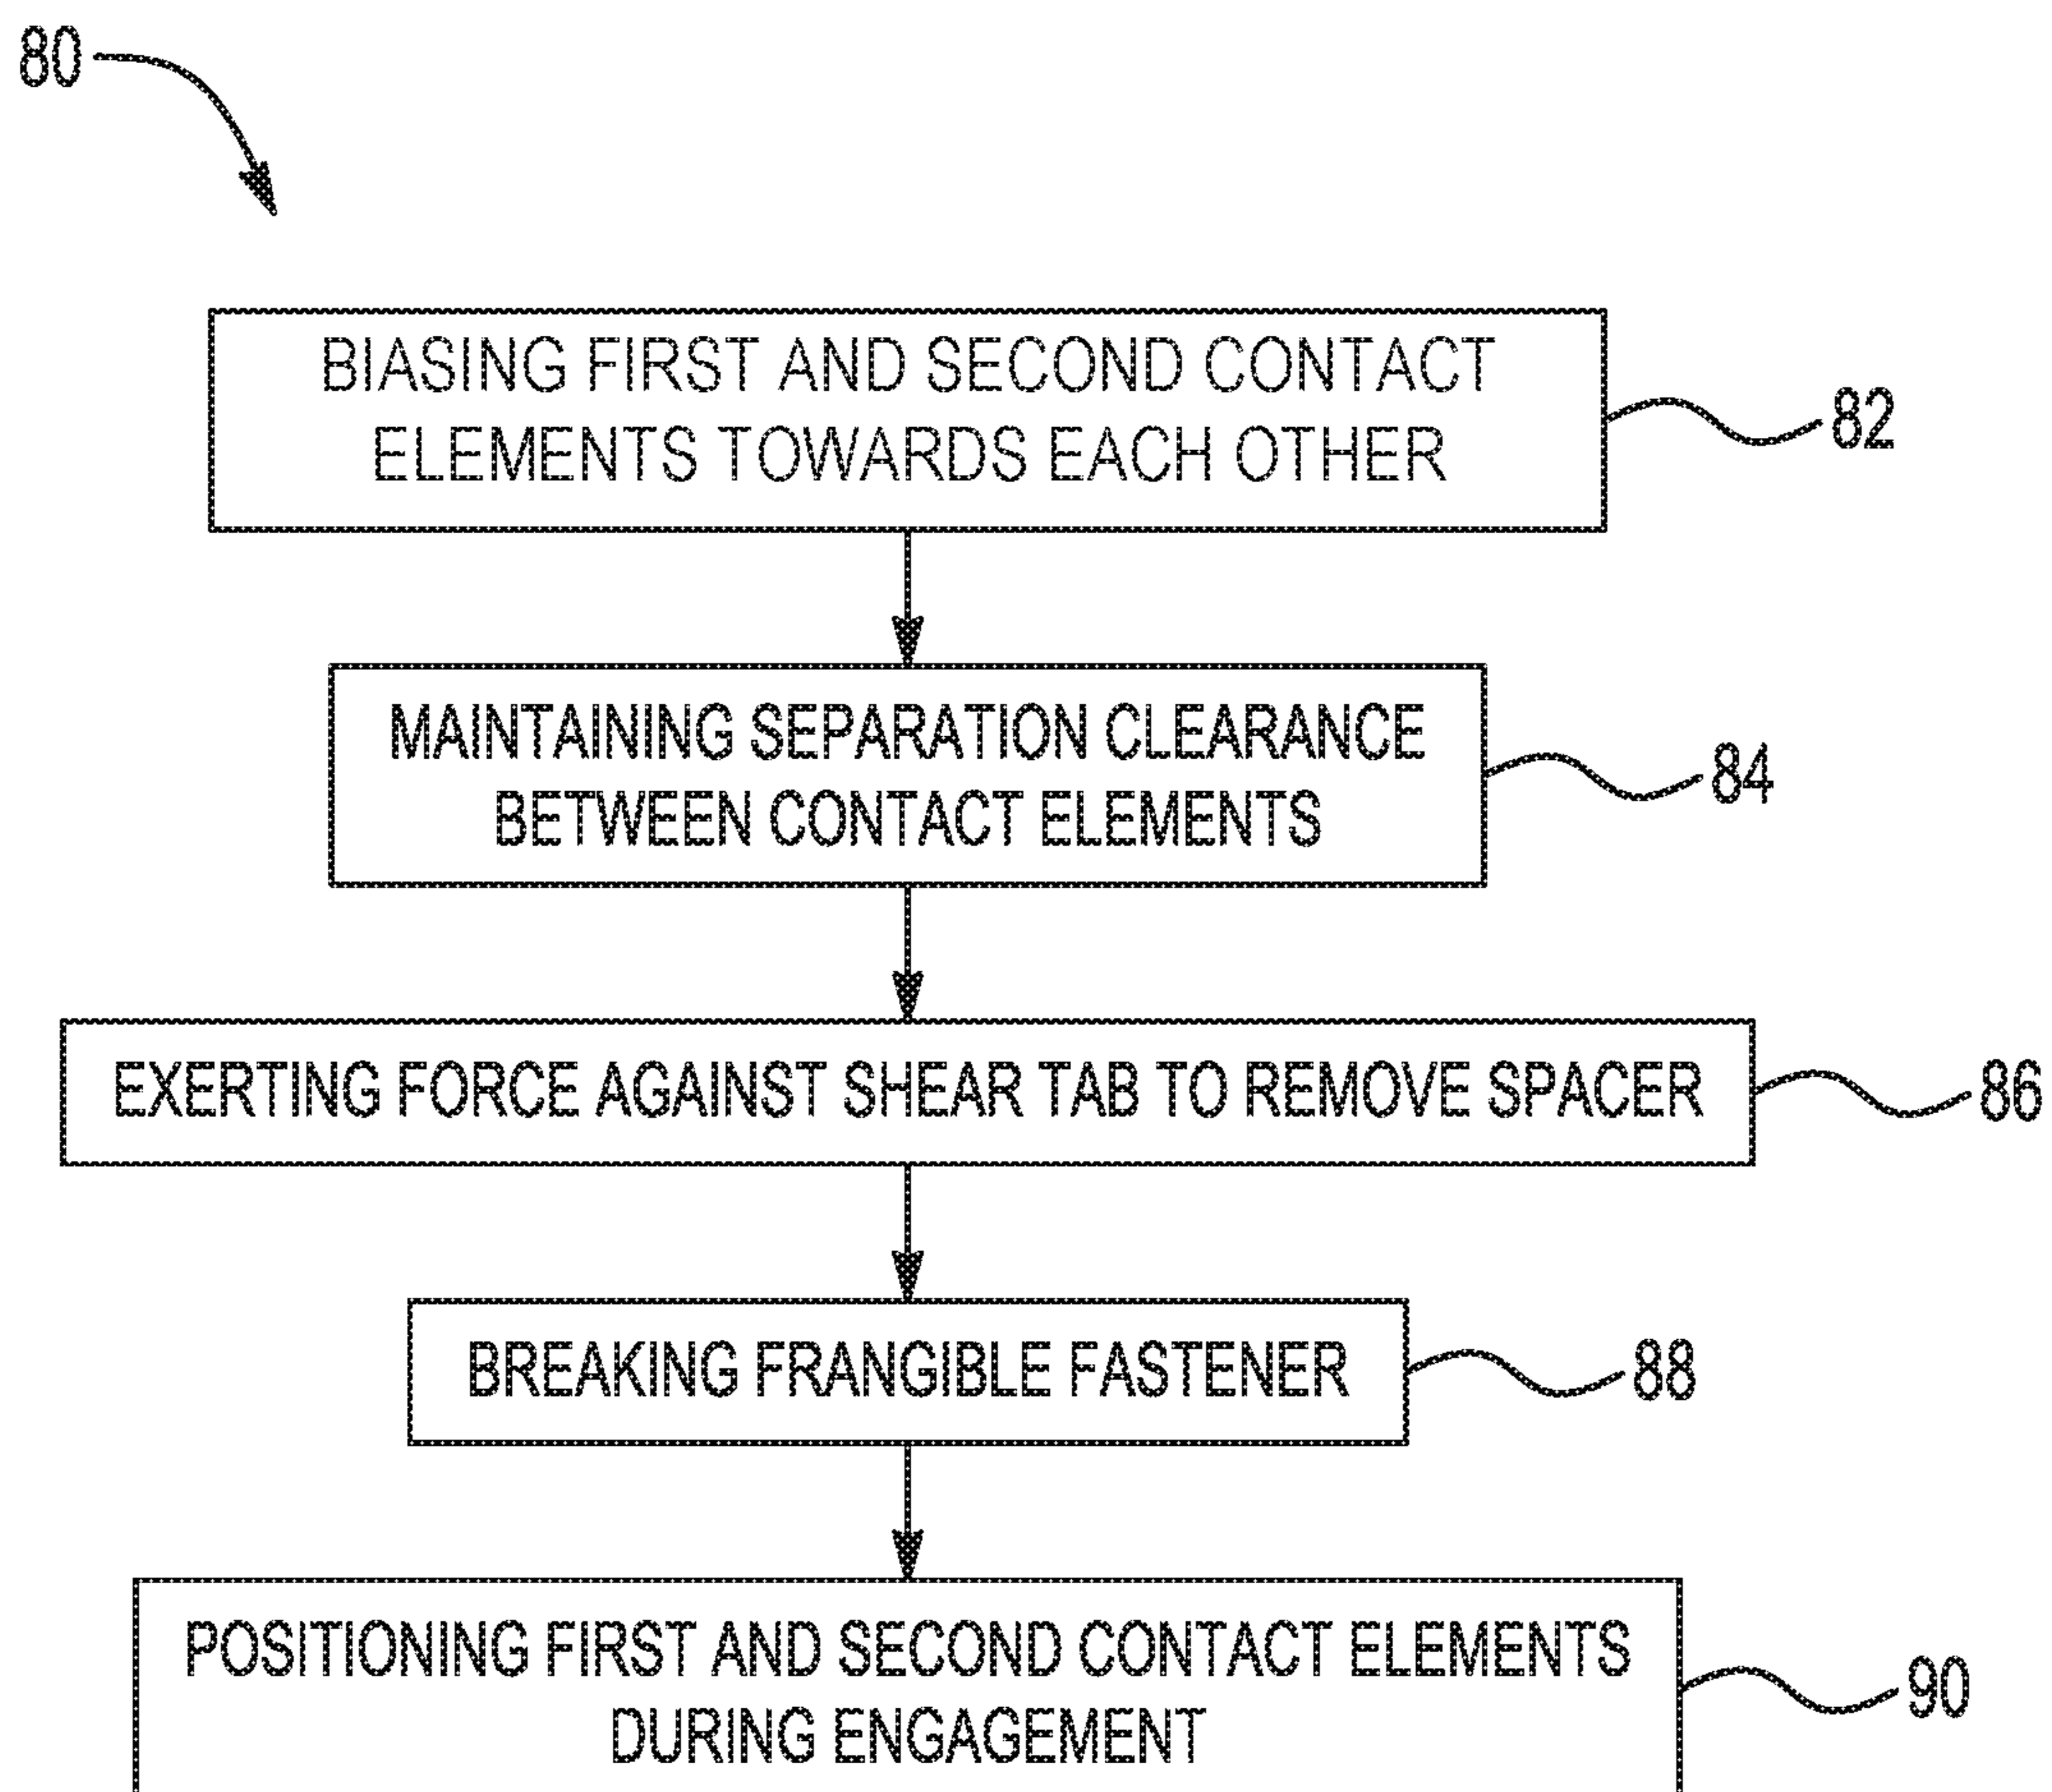 80
BIASING FIRST AND SECOND CONTACT
ELEMENTS TOWARDS EACH OTHER
82
MAINTAINING SEPARATION CLEARANCE
BETWEEN CONTACT ELEMENTS
84
EXERTING FORCE AGAINST SHEAR TAB TO REMOVE SPACER
86
BREAKING FRANGIBLE FASTENER
88
POSITIONING FIRST AND SECOND CONTACT ELEMENTS
DURING ENGAGEMENT
90